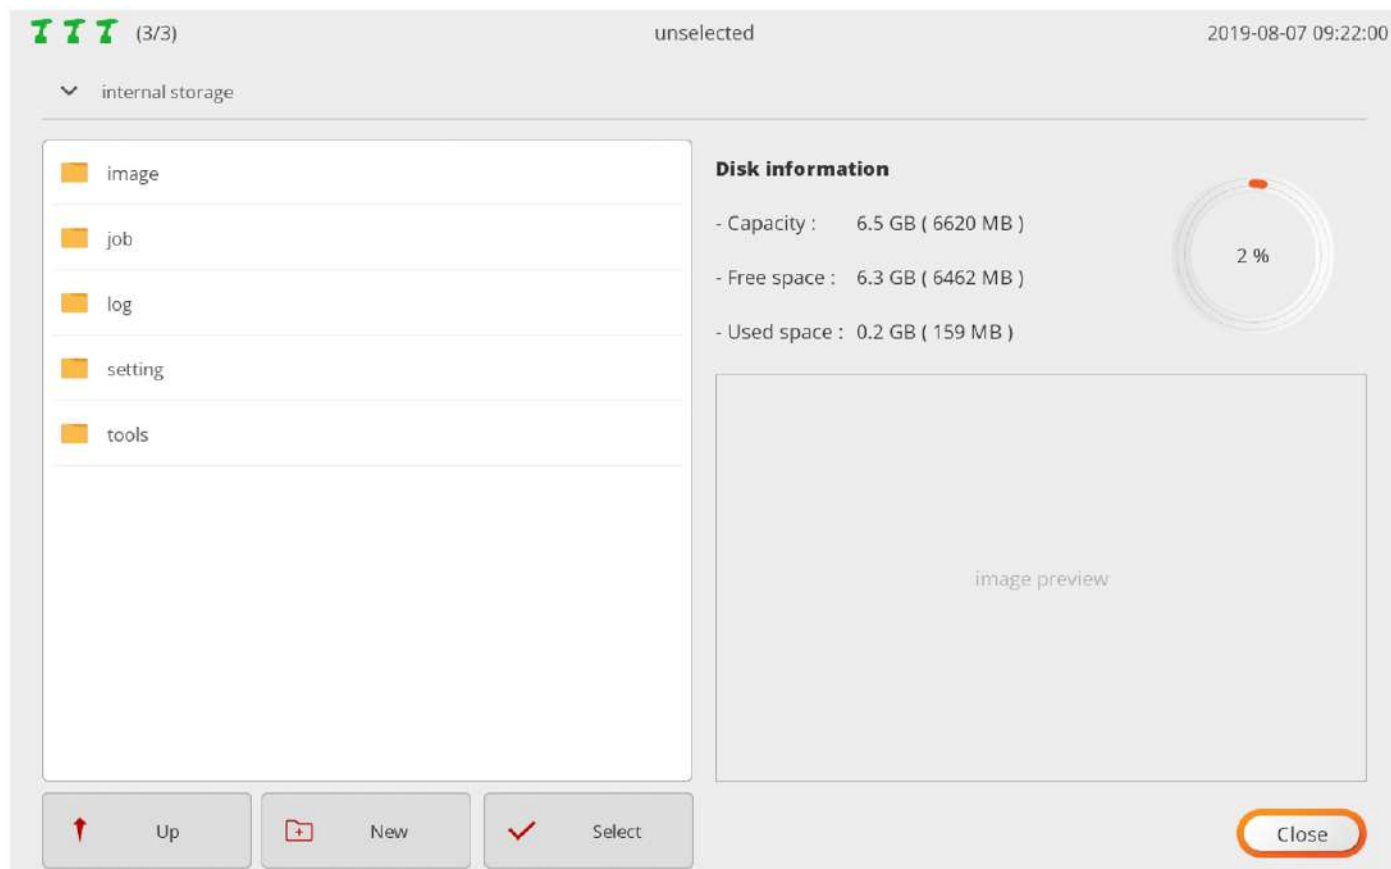 (3/3)
unselected
2019-08-07 09:22:00
internal storage
image
job
log
setting
tools
Disk information
- Capacity : 6.5 GB ( 6620 MB )
- Free space : 6.3 GB ( 6462 MB )
- Used space : 0.2 GB ( 159 MB )
2 %
image preview
Up
New
Select
Close